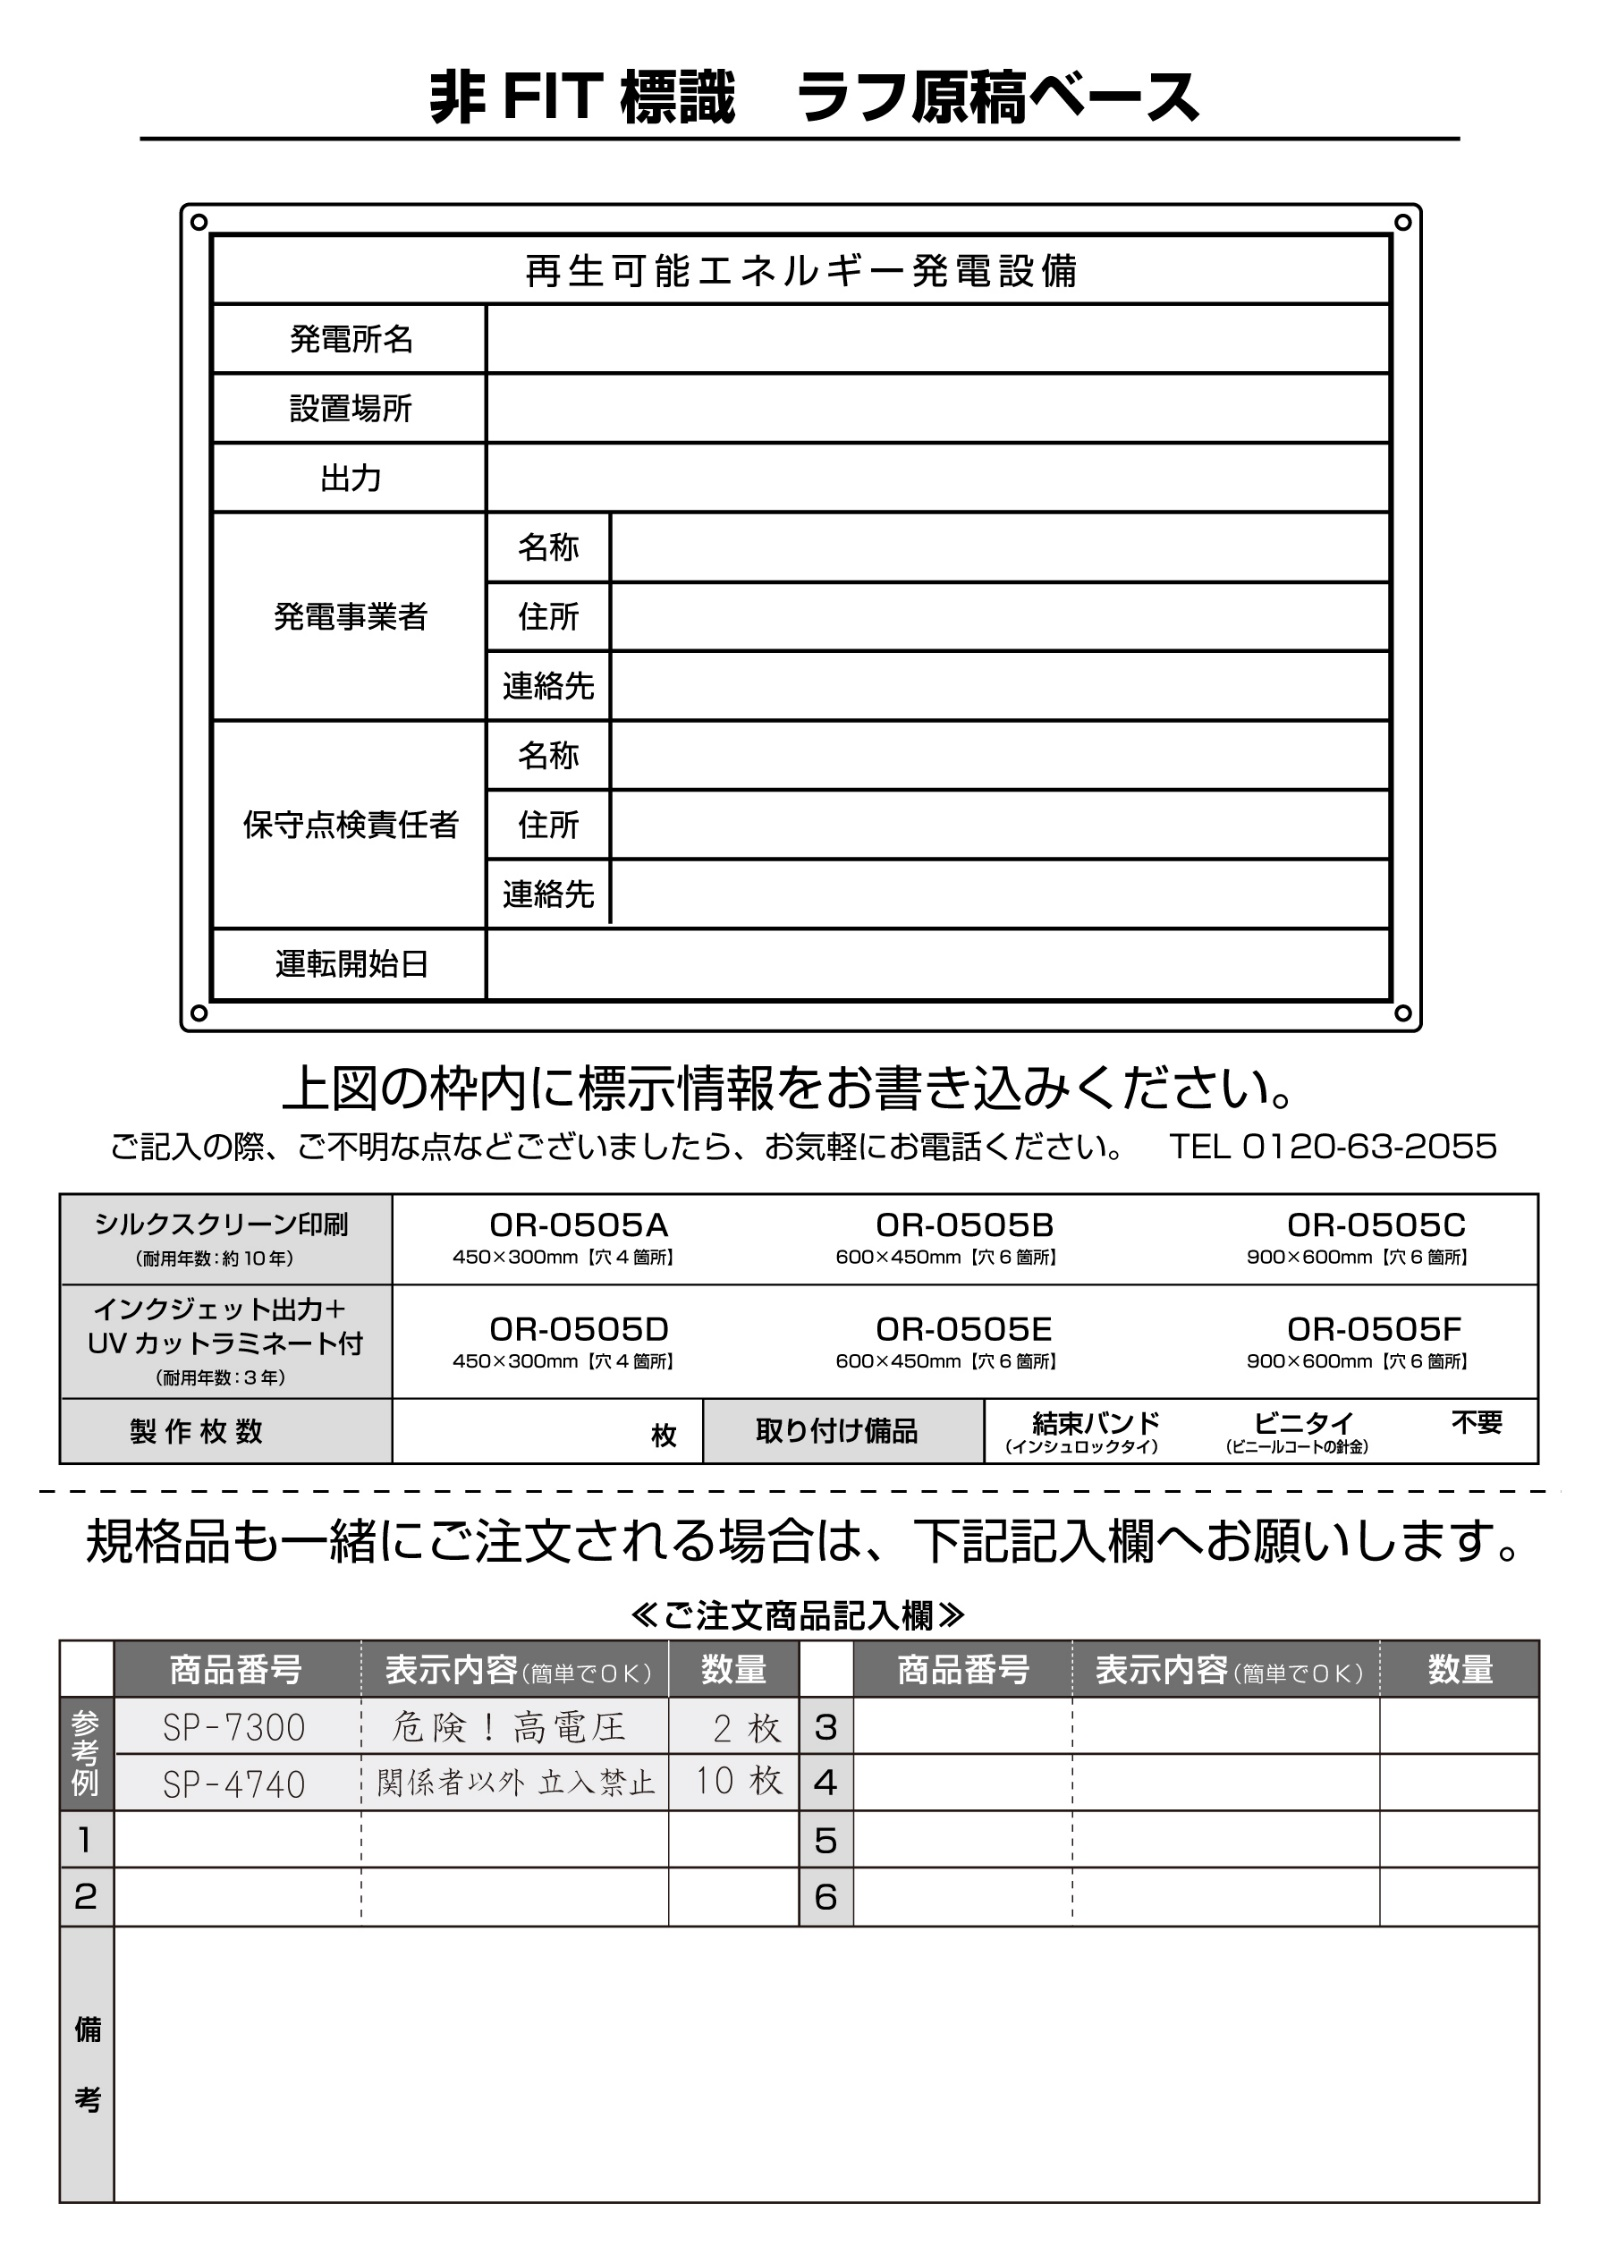 非 FIT 標識　ラフ原稿ベース
再生可能エネルギー発電設備
発電所名
設置場所
出力
発電事業者
名称
住所
連絡先
保守点検責任者
名称
住所
連絡先
運転開始日
上図の枠内に標示情報をお書き込みください。
ご記入の際、ご不明な点などございましたら、お気軽にお電話ください。　TEL 0120-63-2055
シルクスクリーン印刷
（耐用年数：約 10 年）
OR-0505A
450×300mm【穴 4 箇所】
OR-0505B
600×450mm【穴 6 箇所】
OR-0505C
900×600mm【穴 6 箇所】
インクジェット出力＋
UV カットラミネート付
（耐用年数：3 年）
OR-0505D
450×300mm【穴 4 箇所】
OR-0505E
600×450mm【穴 6 箇所】
OR-0505F
900×600mm【穴 6 箇所】
製作枚数
枚
取り付け備品
結束バンド
（インシュロックタイ）
ビニタイ
（ビニールコートの針金）
不要
規格品も一緒にご注文される場合は、下記記入欄へお願いします。
≪ご注文商品記入欄≫
商品番号 表示内容（簡単でＯＫ） 数量 商品番号 表示内容（簡単でＯＫ） 数量
参考例
SP-7300 危険！高電圧 2 枚 3
SP-4740 関係者以外 立入禁止 10 枚 4
1 5
2 6
備考